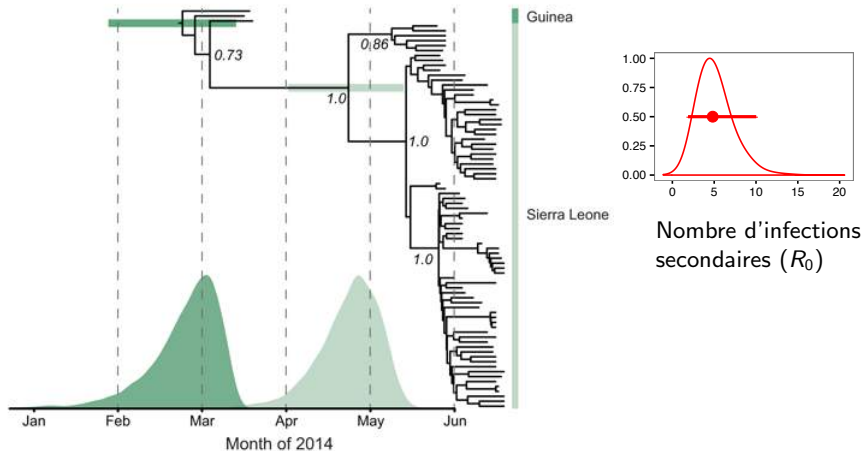 Guinea
Sierra Leone
0.73
0.86
1.0
1.0
1.0
Jan Feb Mar Apr May Jun
Month of 2014
1.00
0.75
0.50
0.25
0.00
0 5 10 15 20
Nombre d'infections
secondaires (R₀)